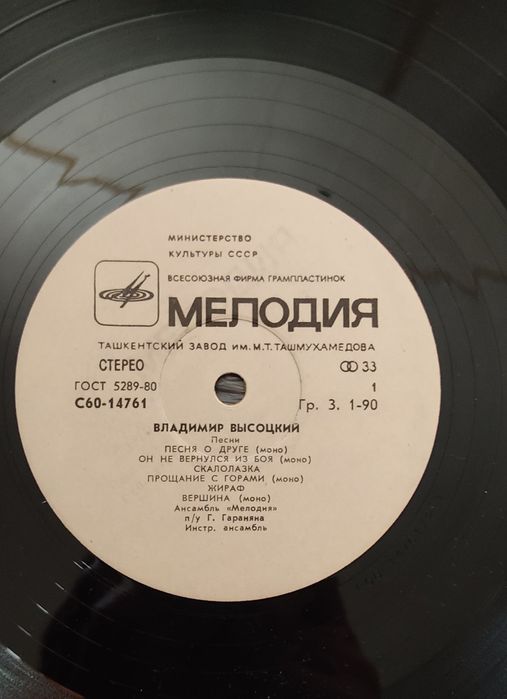 МИНИСТЕРСТВО
КУЛЬТУРЫ СССР
ВСЕСОЮЗНАЯ ФИРМА ГРАМПЛАСТИНОК
МЕЛОДИЯ
ТАШКЕНТСКИЙ ЗАВОД ИМ. М.Т.ТАШМУХАМЕДОВА
СТЕРЕО 33
ГОСТ 5289-80 1
С60-14761 Гр. 3. 1-90
ВЛАДИМИР ВЫСОЦКИЙ
Песни
ПЕСНЯ О ДРУГЕ (моно)
ОН НЕ ВЕРНУЛСЯ ИЗ БОЯ (моно)
СКАЛОЛАЗКА
ПРОЩАНИЕ С ГОРАМИ (моно)
ЖИРАФ
ВЕРШИНА (моно)
Ансамбль «Мелодия»
п/у Г. Гараняна
Инстр. ансамбль